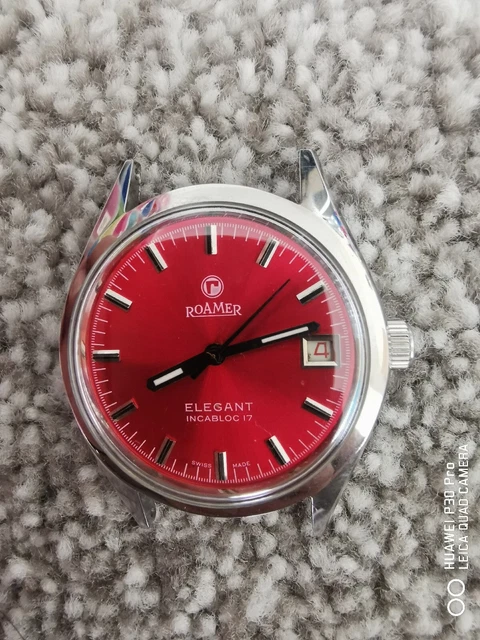 ROAMER
4
ELEGANT
INCABLOC 17
SWISS MADE
HUAWEI P30 Pro
LEICA QUAD CAMERA